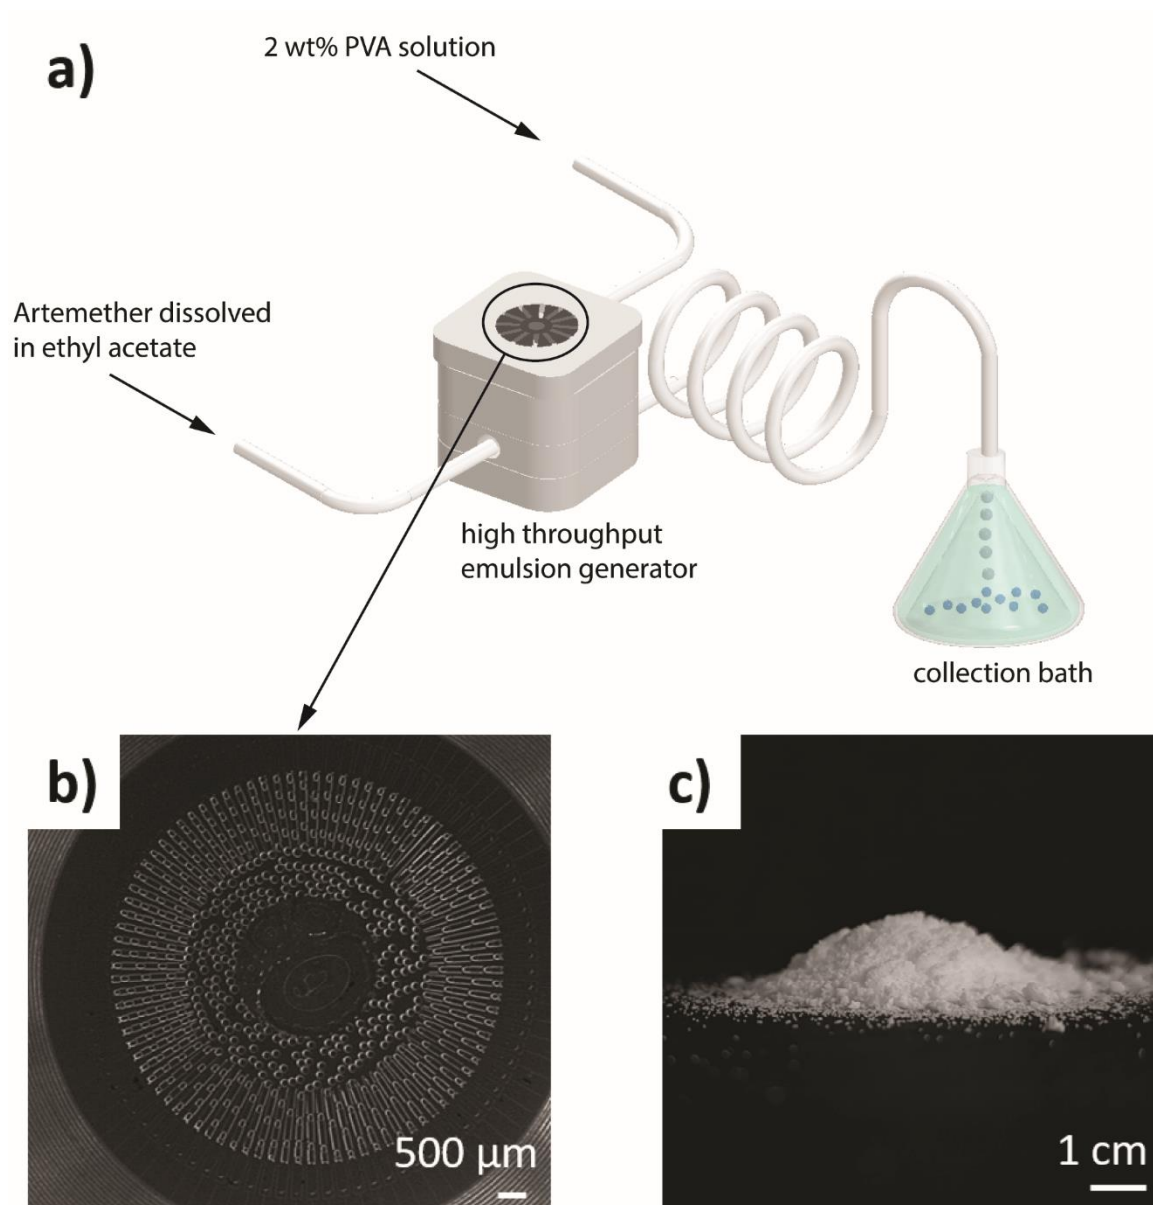 a)
2 wt% PVA solution
Artemether dissolved
in ethyl acetate
high throughput
emulsion generator
collection bath
b)
500 µm
c)
1 cm